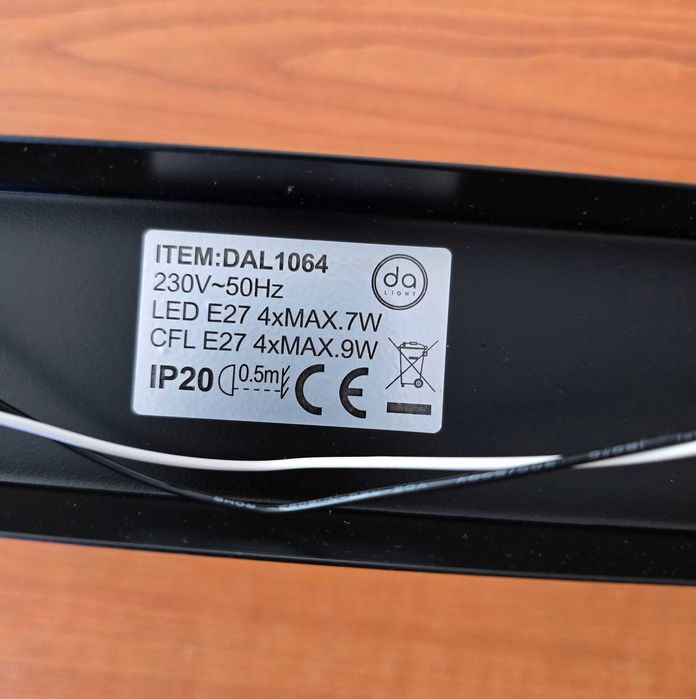 ITEM:DAL1064
da
LIGHT
230V~50Hz
LED E27 4xMAX.7W
CFL E27 4xMAX.9W
IP20 0.5m CE